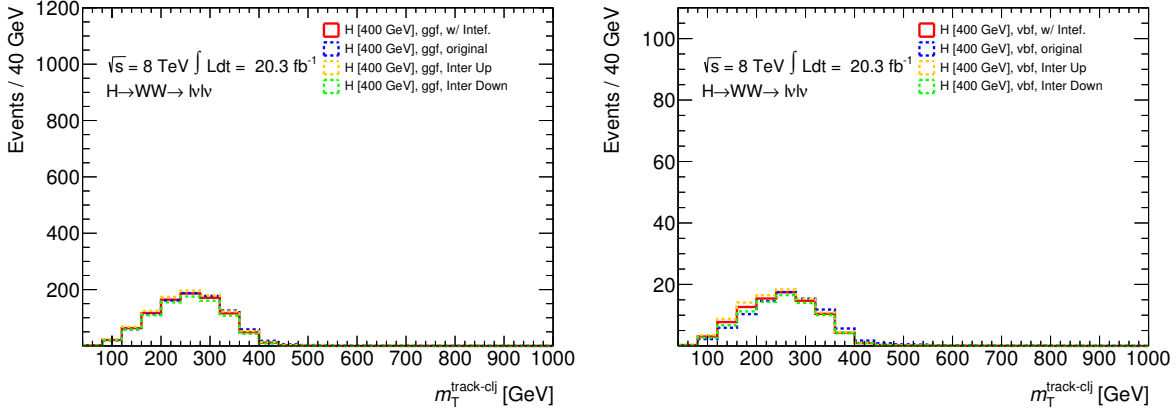 Events / 40 GeV
1200
1000
800
600
400
200
H [400 GeV], ggf, w/ Intef.
H [400 GeV], ggf, original
H [400 GeV], ggf, Inter Up
H [400 GeV], ggf, Inter Down
√s = 8 TeV ∫ Ldt = 20.3 fb⁻¹
H→WW→ lνlν
100 200 300 400 500 600 700 800 900 1000
m_T^track-clj [GeV]
Events / 40 GeV
100
80
60
40
20
0
H [400 GeV], vbf, w/ Intef.
H [400 GeV], vbf, original
H [400 GeV], vbf, Inter Up
H [400 GeV], vbf, Inter Down
√s = 8 TeV ∫ Ldt = 20.3 fb⁻¹
H→WW→ lνlν
100 200 300 400 500 600 700 800 900 1000
m_T^track-clj [GeV]